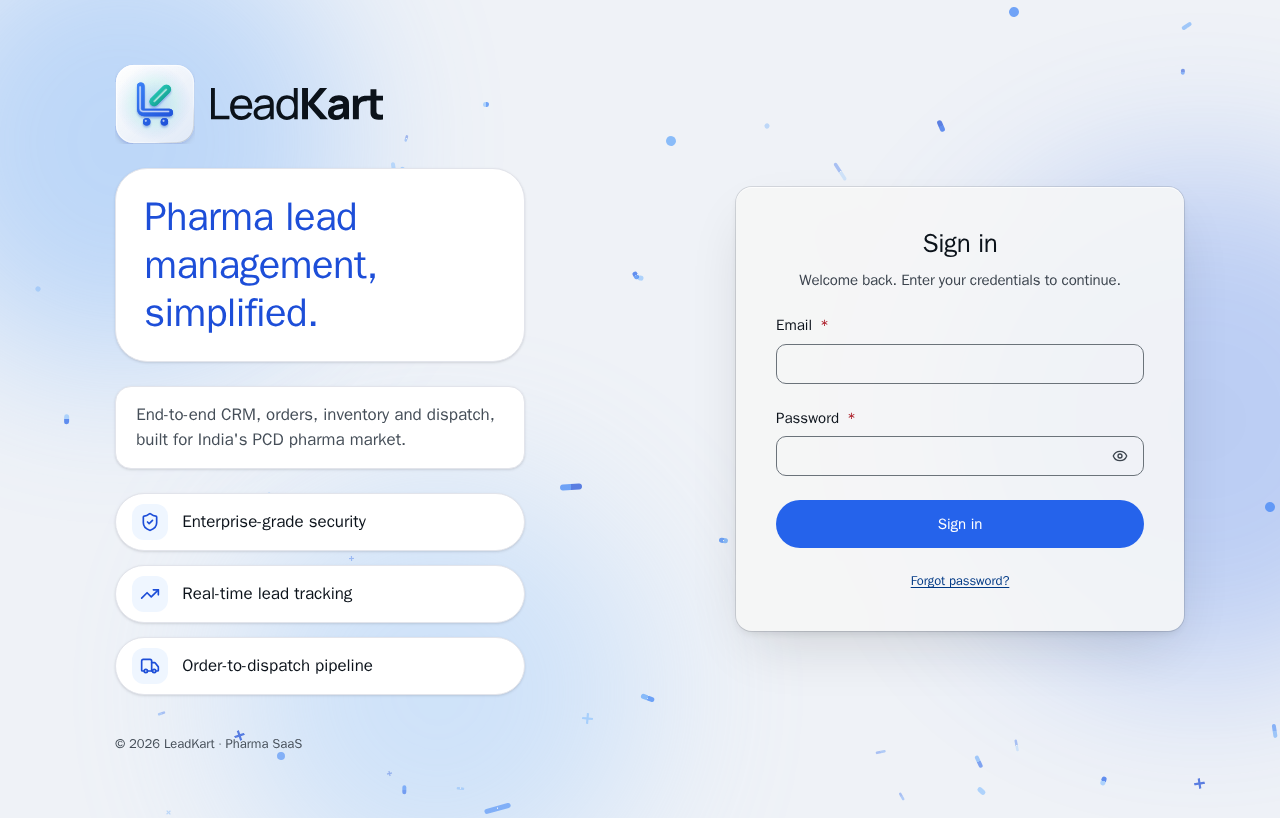 LeadKart
Pharma lead
management,
simplified.
End-to-end CRM, orders, inventory and dispatch,
built for India's PCD pharma market.
Enterprise-grade security
Real-time lead tracking
Order-to-dispatch pipeline
© 2026 LeadKart · Pharma SaaS
Sign in
Welcome back. Enter your credentials to continue.
Email *
Password *
Sign in
Forgot password?